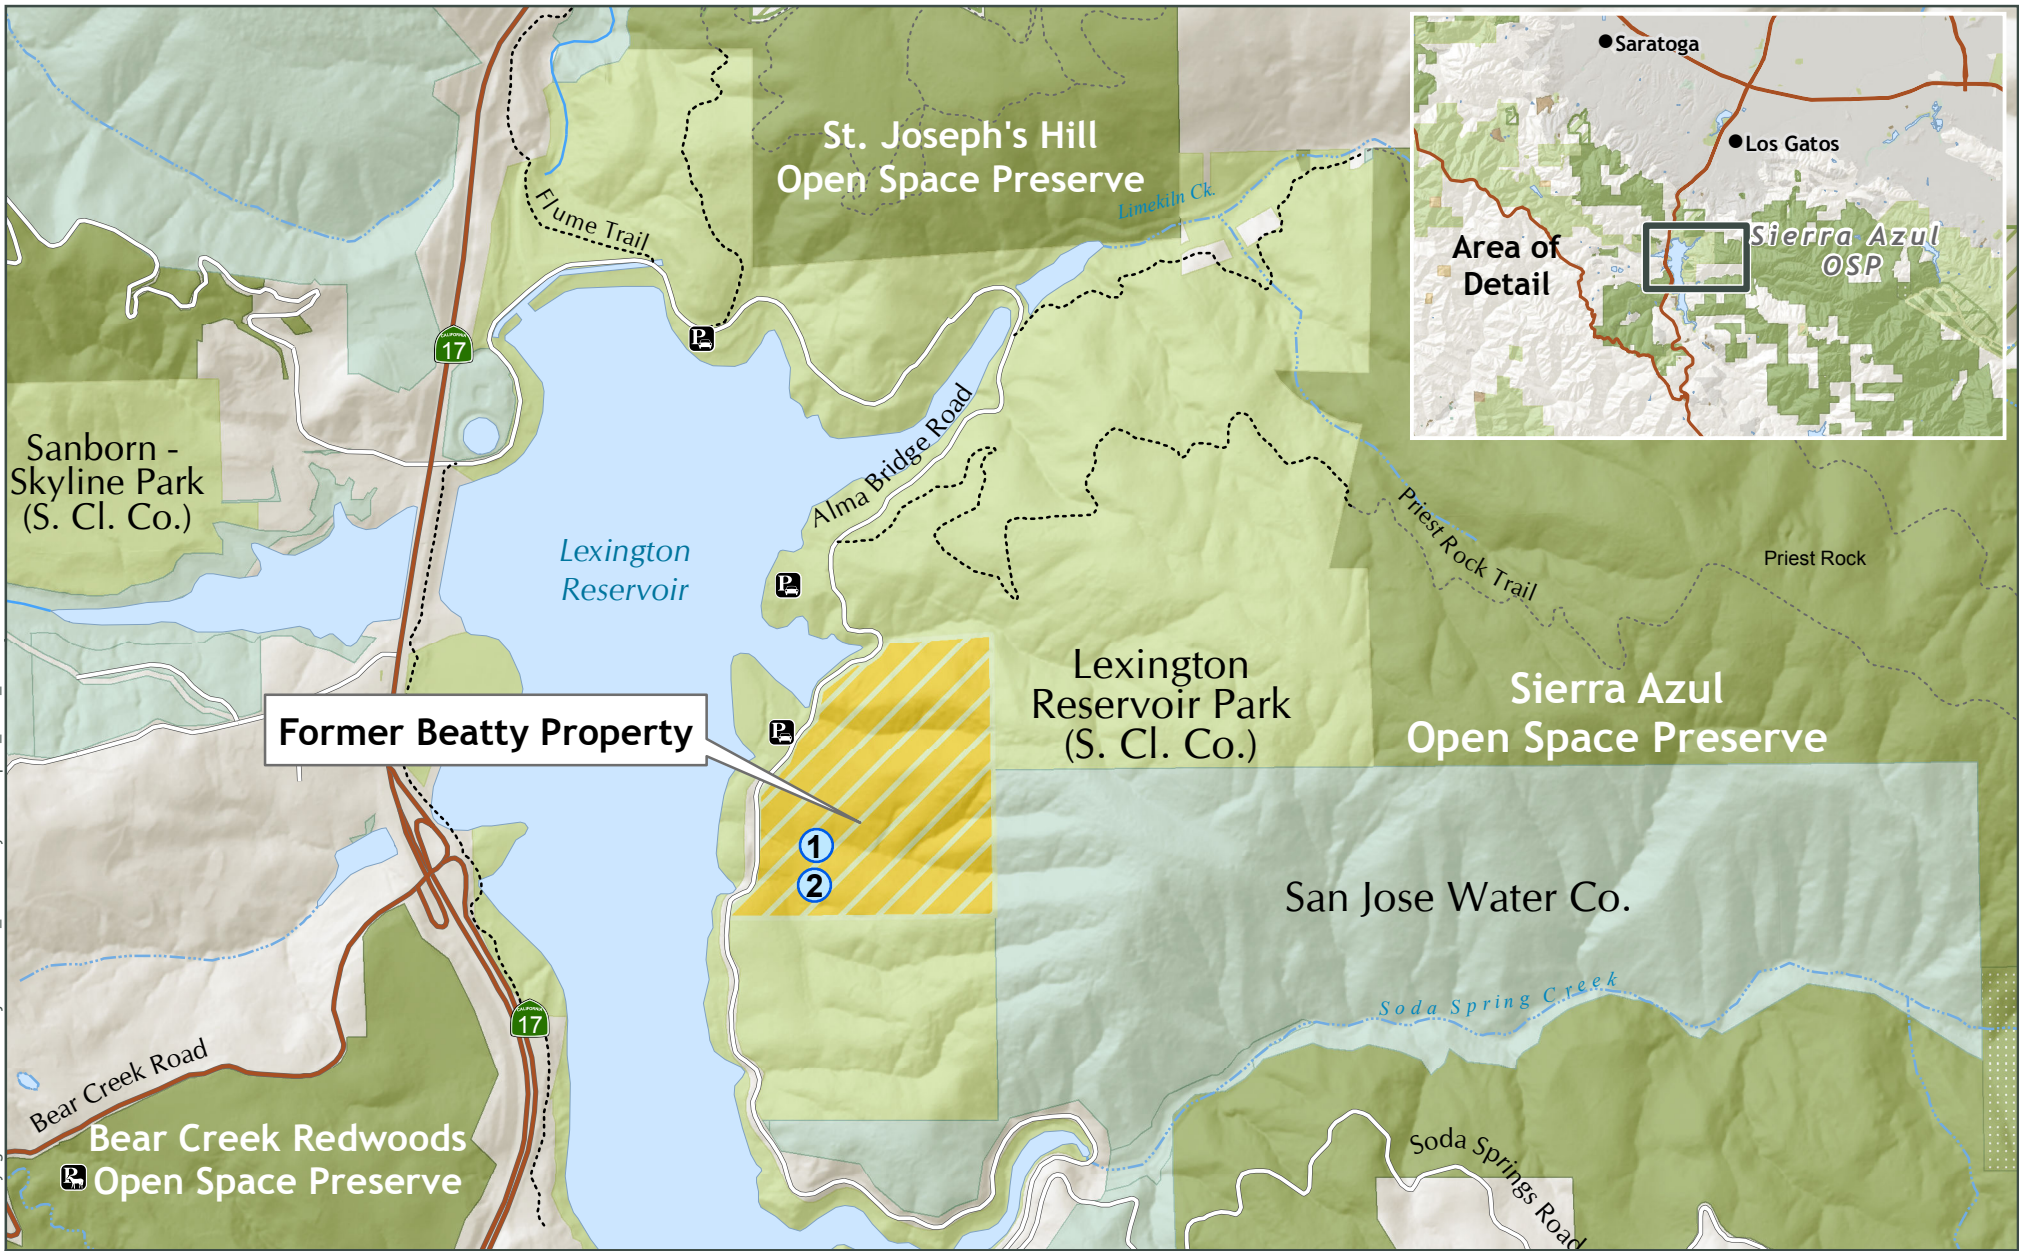 Saratoga
Los Gatos
Sierra Azul
OSP
Area of
Detail
St. Joseph's Hill
Open Space Preserve
Limekiln Ck.
Flume Trail
CALIFORNIA
17
P
Alma Bridge Road
Sanborn -
Skyline Park
(S. Cl. Co.)
Lexington
Reservoir
P
Priest Rock Trail
Priest Rock
Lexington
Reservoir Park
(S. Cl. Co.)
Sierra Azul
Open Space Preserve
Former Beatty Property
P
1
2
San Jose Water Co.
Soda Spring Creek
CALIFORNIA
17
Bear Creek Road
Bear Creek Redwoods
Open Space Preserve
P
Soda Springs Road